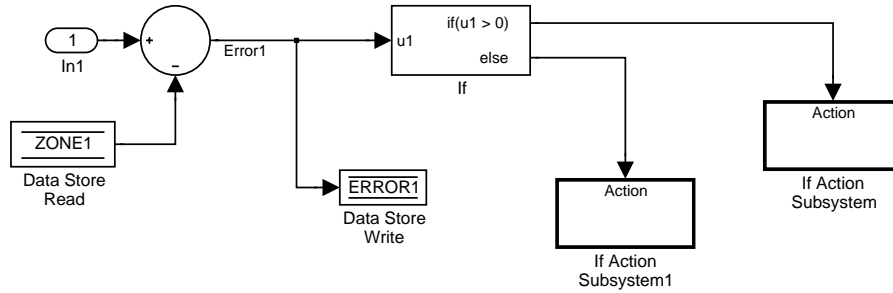 1
In1
+
−
Error1
ZONE1
Data Store
Read
ERROR1
Data Store
Write
u1
if(u1 > 0)
else
If
Action
If Action
Subsystem1
Action
If Action
Subsystem